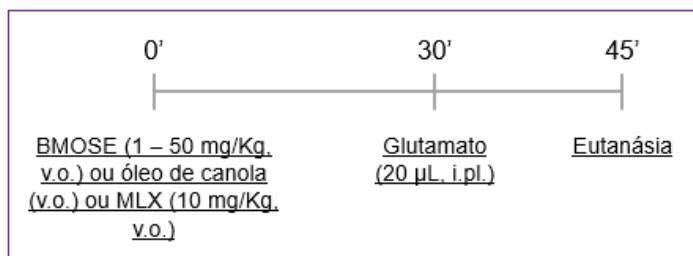 0’
30’
45’
BMOSE (1 – 50 mg/Kg,
v.o.) ou óleo de canola
(v.o.) ou MLX (10 mg/Kg,
v.o.)
Glutamato
(20 µL, i.pl.)
Eutanásia